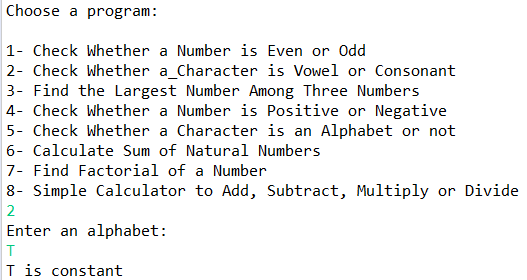 Choose a program:
1- Check Whether a Number is Even or Odd
2- Check Whether a_Character is Vowel or Consonant
3- Find the Largest Number Among Three Numbers
4- Check Whether a Number is Positive or Negative
5- Check Whether a Character is an Alphabet or not
6- Calculate Sum of Natural Numbers
7- Find Factorial of a Number
8- Simple Calculator to Add, Subtract, Multiply or Divide
2
Enter an alphabet:
T
T is constant